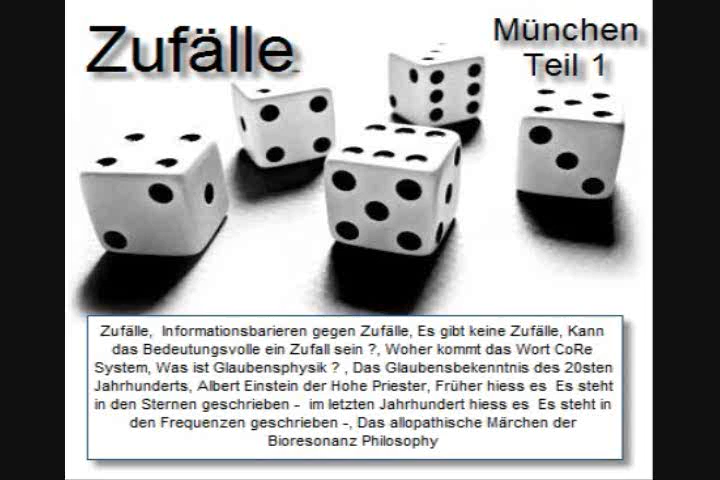 Zufälle
München
Teil 1
Zufälle, Informationsbarieren gegen Zufälle, Es gibt keine Zufälle, Kann
das Bedeutungsvolle ein Zufall sein ?, Woher kommt das Wort CoRe
System, Was ist Glaubensphysik ? , Das Glaubensbekenntnis des 20sten
Jahrhunderts, Albert Einstein der Hohe Priester, Früher hiess es Es steht
in den Sternen geschrieben - im letzten Jahrhundert hiess es Es steht in
den Frequenzen geschrieben -, Das allopathische Märchen der
Bioresonanz Philosophy